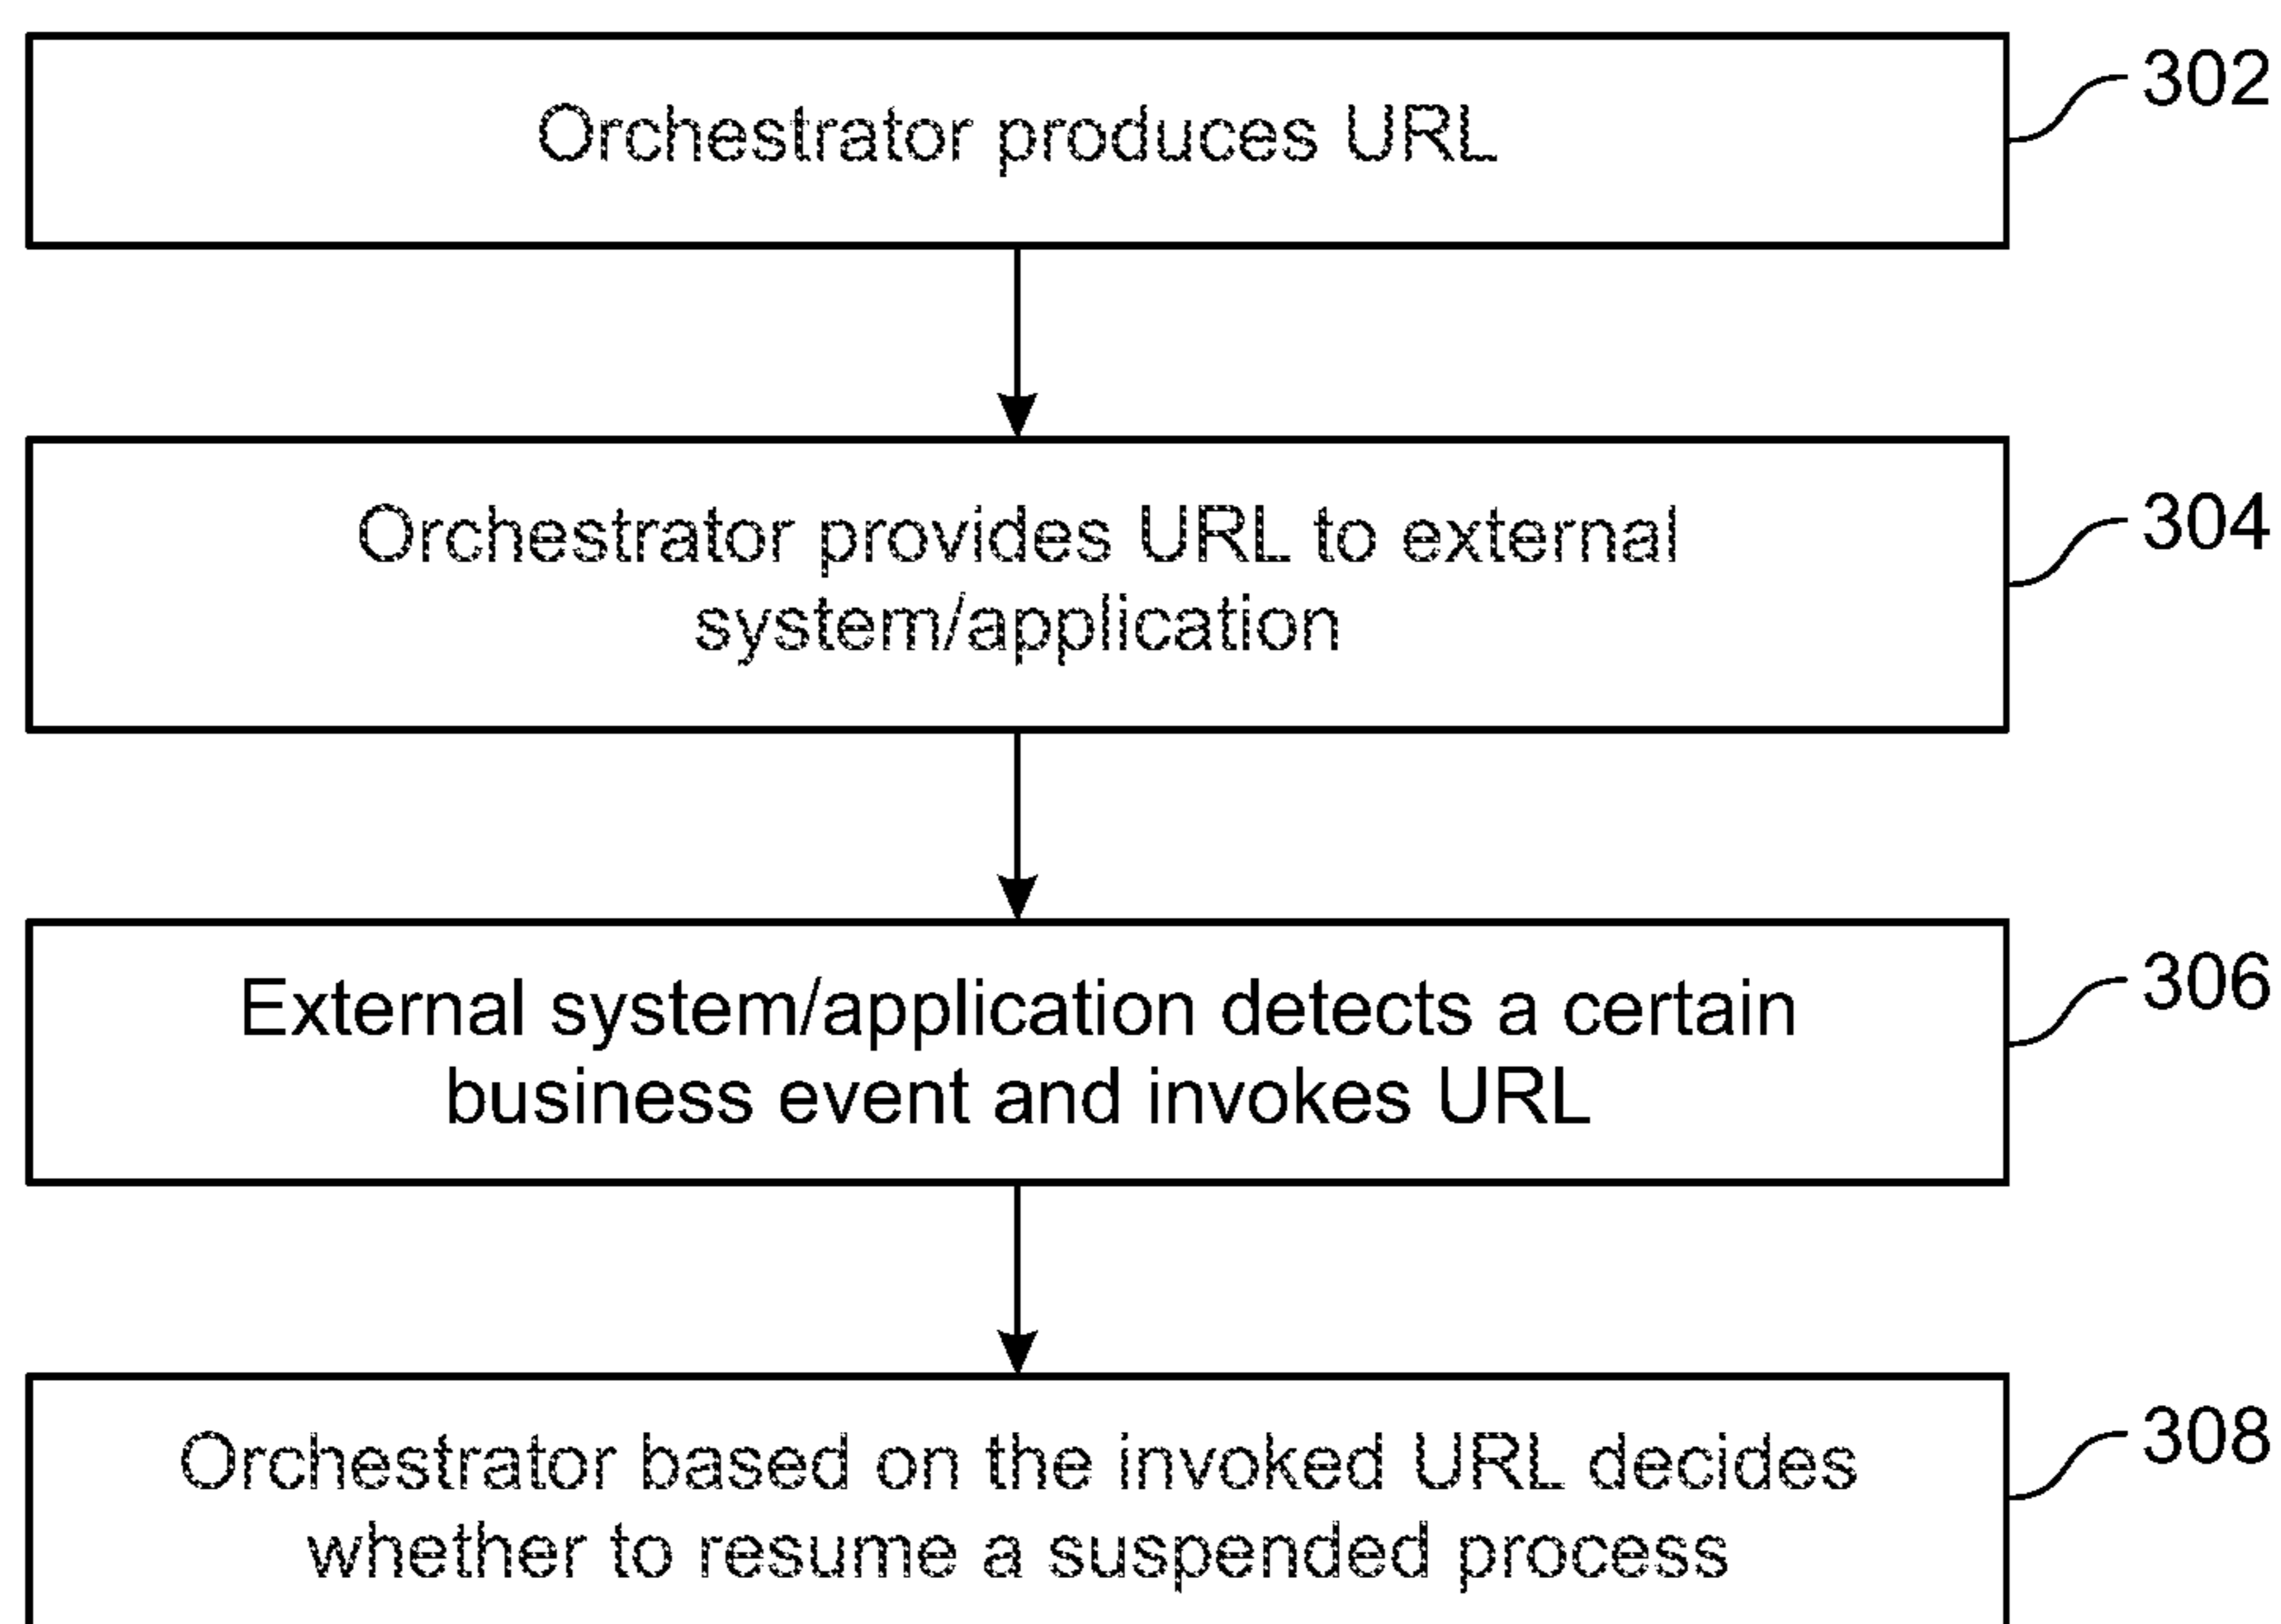 Orchestrator produces URL
302
Orchestrator provides URL to external
system/application
304
External system/application detects a certain
business event and invokes URL
306
Orchestrator based on the invoked URL decides
whether to resume a suspended process
308